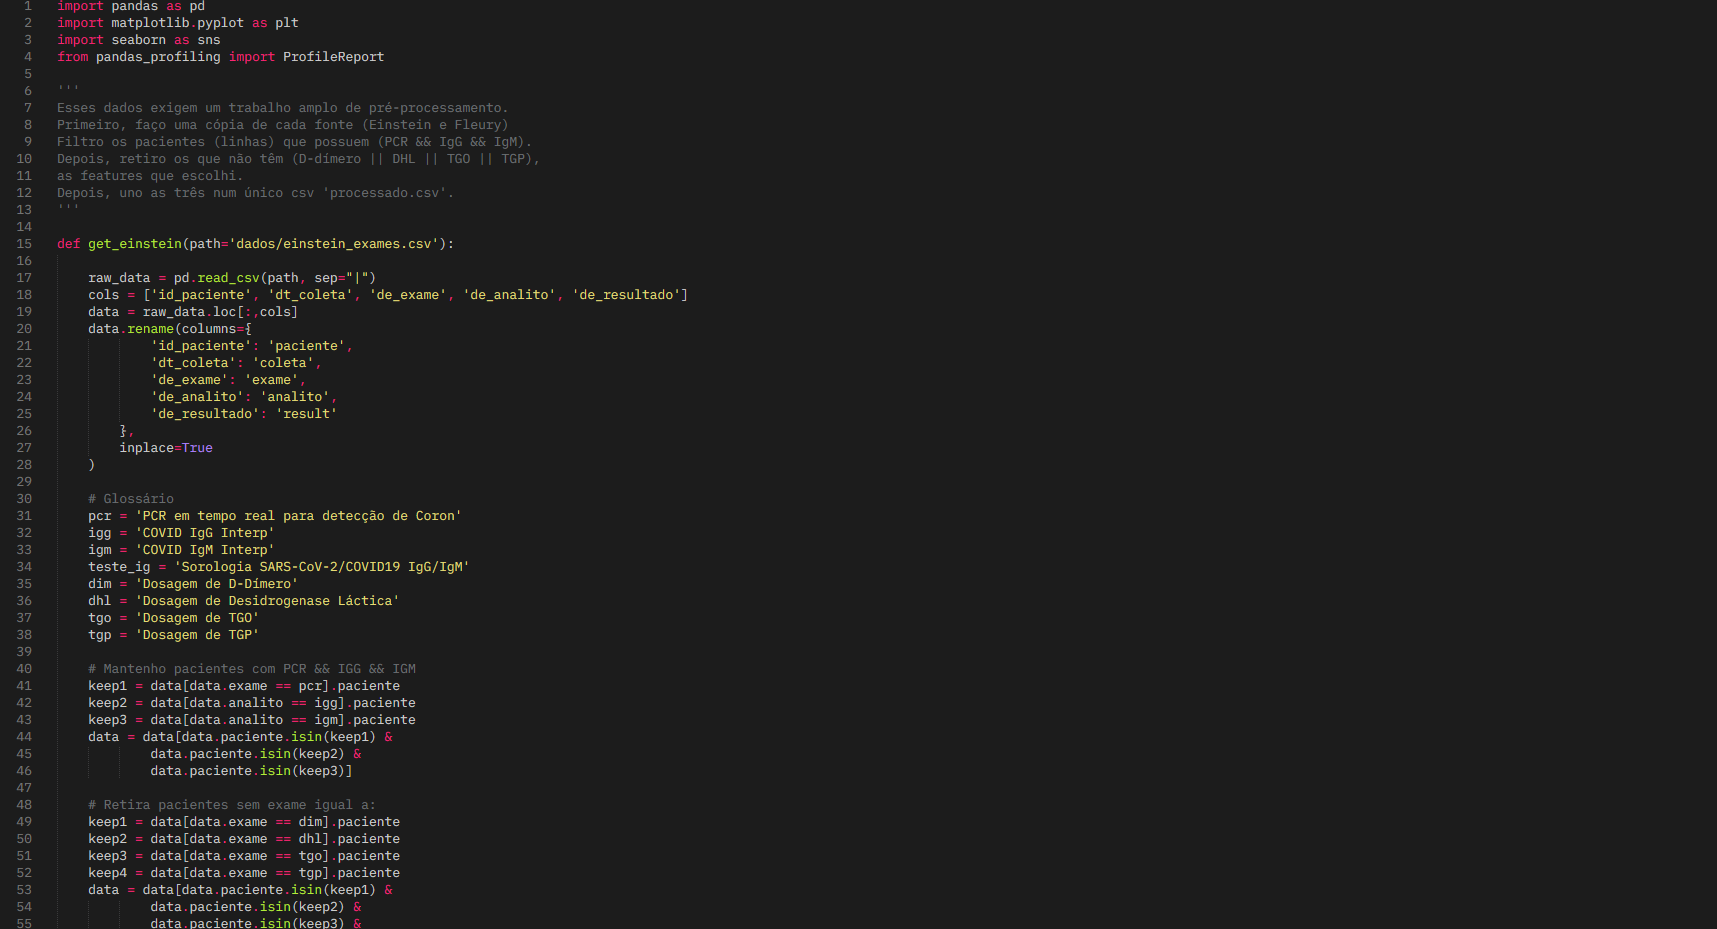 1 import pandas as pd
2 import matplotlib.pyplot as plt
3 import seaborn as sns
4 from pandas_profiling import ProfileReport
5
6 '''
7 Esses dados exigem um trabalho amplo de pré-processamento.
8 Primeiro, faço uma cópia de cada fonte (Einstein e Fleury)
9 Filtro os pacientes (linhas) que possuem (PCR && IgG && IgM).
10 Depois, retiro os que não têm (D-dímero || DHL || TGO || TGP),
11 as features que escolhi.
12 Depois, uno as três num único csv 'processado.csv'.
13 '''
14
15 def get_einstein(path='dados/einstein_exames.csv'):
16
17 raw_data = pd.read_csv(path, sep="|")
18 cols = ['id_paciente', 'dt_coleta', 'de_exame', 'de_analito', 'de_resultado']
19 data = raw_data.loc[:,cols]
20 data.rename(columns={
21 'id_paciente': 'paciente',
22 'dt_coleta': 'coleta',
23 'de_exame': 'exame',
24 'de_analito': 'analito',
25 'de_resultado': 'result'
26 },
27 inplace=True
28 )
29
30 # Glossário
31 pcr = 'PCR em tempo real para detecção de Coron'
32 igg = 'COVID IgG Interp'
33 igm = 'COVID IgM Interp'
34 teste_ig = 'Sorologia SARS-CoV-2/COVID19 IgG/IgM'
35 dim = 'Dosagem de D-Dímero'
36 dhl = 'Dosagem de Desidrogenase Láctica'
37 tgo = 'Dosagem de TGO'
38 tgp = 'Dosagem de TGP'
39
40 # Mantenho pacientes com PCR && IGG && IGM
41 keep1 = data[data.exame == pcr].paciente
42 keep2 = data[data.analito == igg].paciente
43 keep3 = data[data.analito == igm].paciente
44 data = data[data.paciente.isin(keep1) &
45 data.paciente.isin(keep2) &
46 data.paciente.isin(keep3)]
47
48 # Retira pacientes sem exame igual a:
49 keep1 = data[data.exame == dim].paciente
50 keep2 = data[data.exame == dhl].paciente
51 keep3 = data[data.exame == tgo].paciente
52 keep4 = data[data.exame == tgp].paciente
53 data = data[data.paciente.isin(keep1) &
54 data.paciente.isin(keep2) &
55 data.paciente.isin(keep3) &